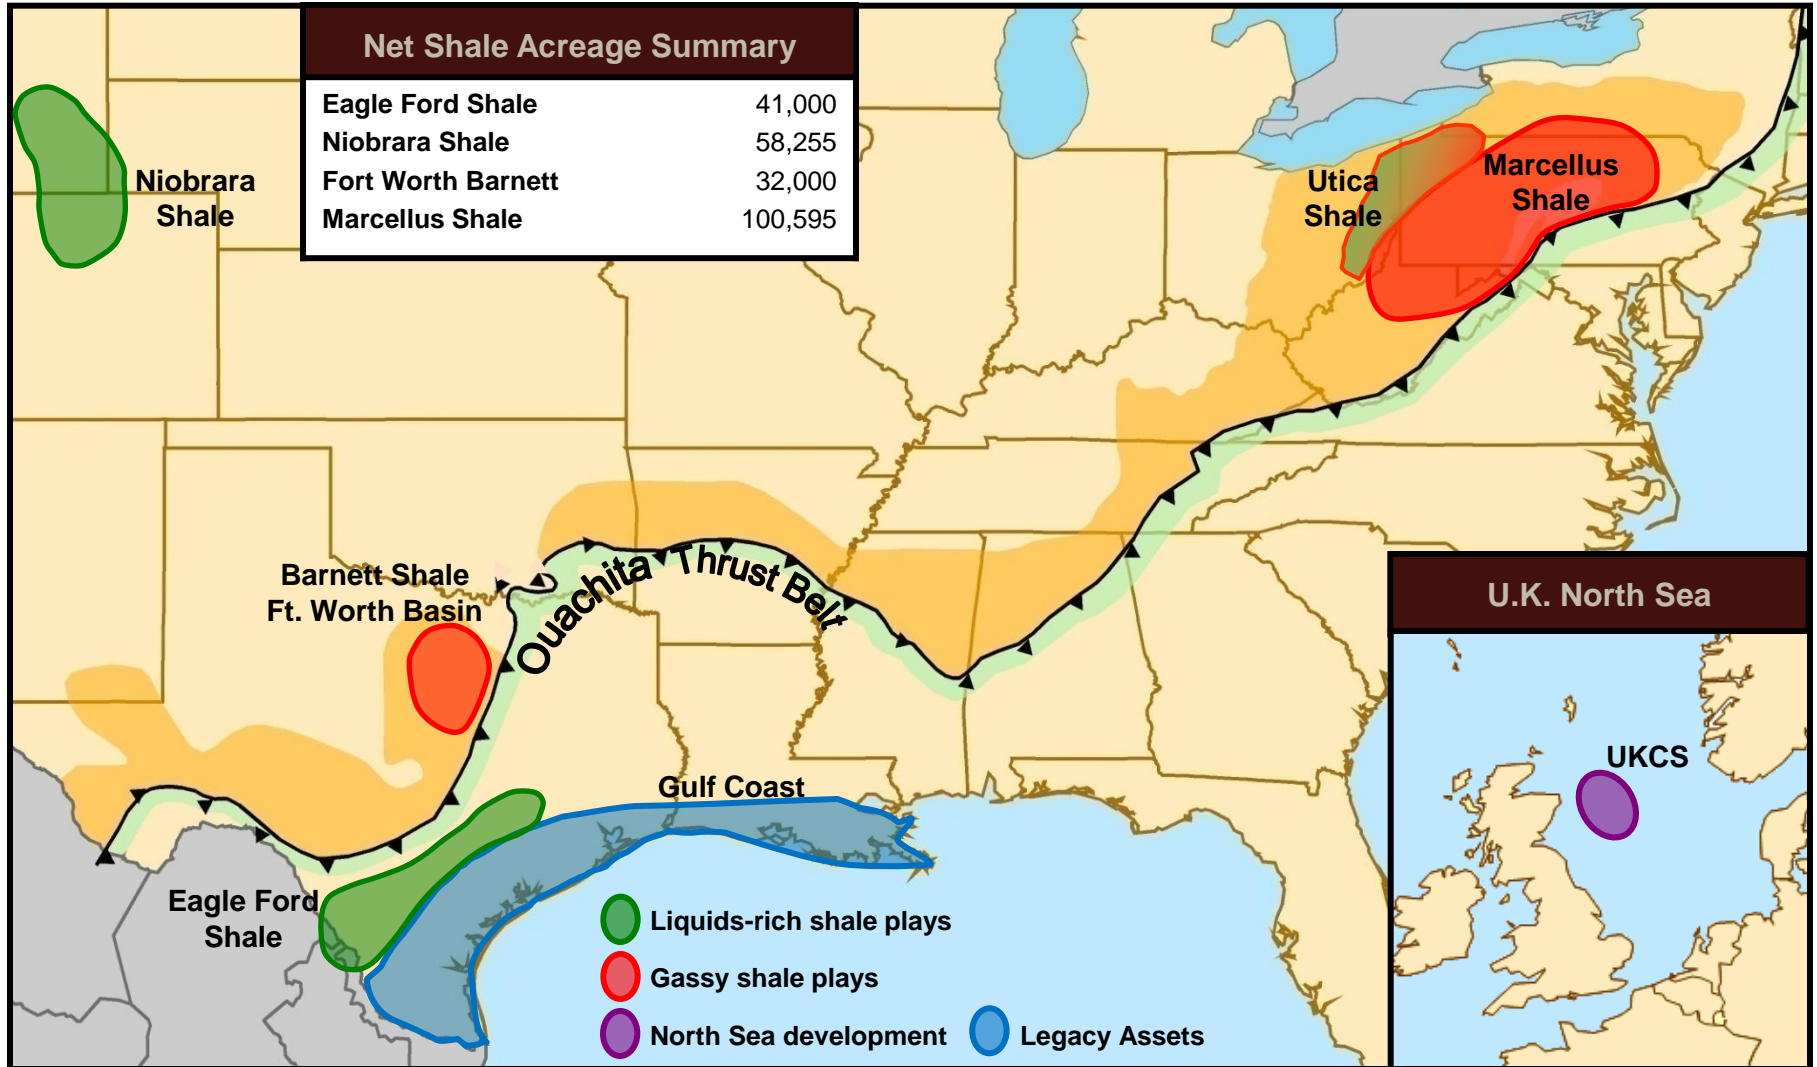 Net Shale Acreage Summary
Eagle Ford Shale 41,000
Niobrara Shale 58,255
Fort Worth Barnett 32,000
Marcellus Shale 100,595
Niobrara
Shale
Utica
Shale
Marcellus
Shale
Barnett Shale
Ft. Worth Basin
Ouachita Thrust Belt
Gulf Coast
Eagle Ford
Shale
Liquids-rich shale plays
Gassy shale plays
North Sea development
Legacy Assets
U.K. North Sea
UKCS